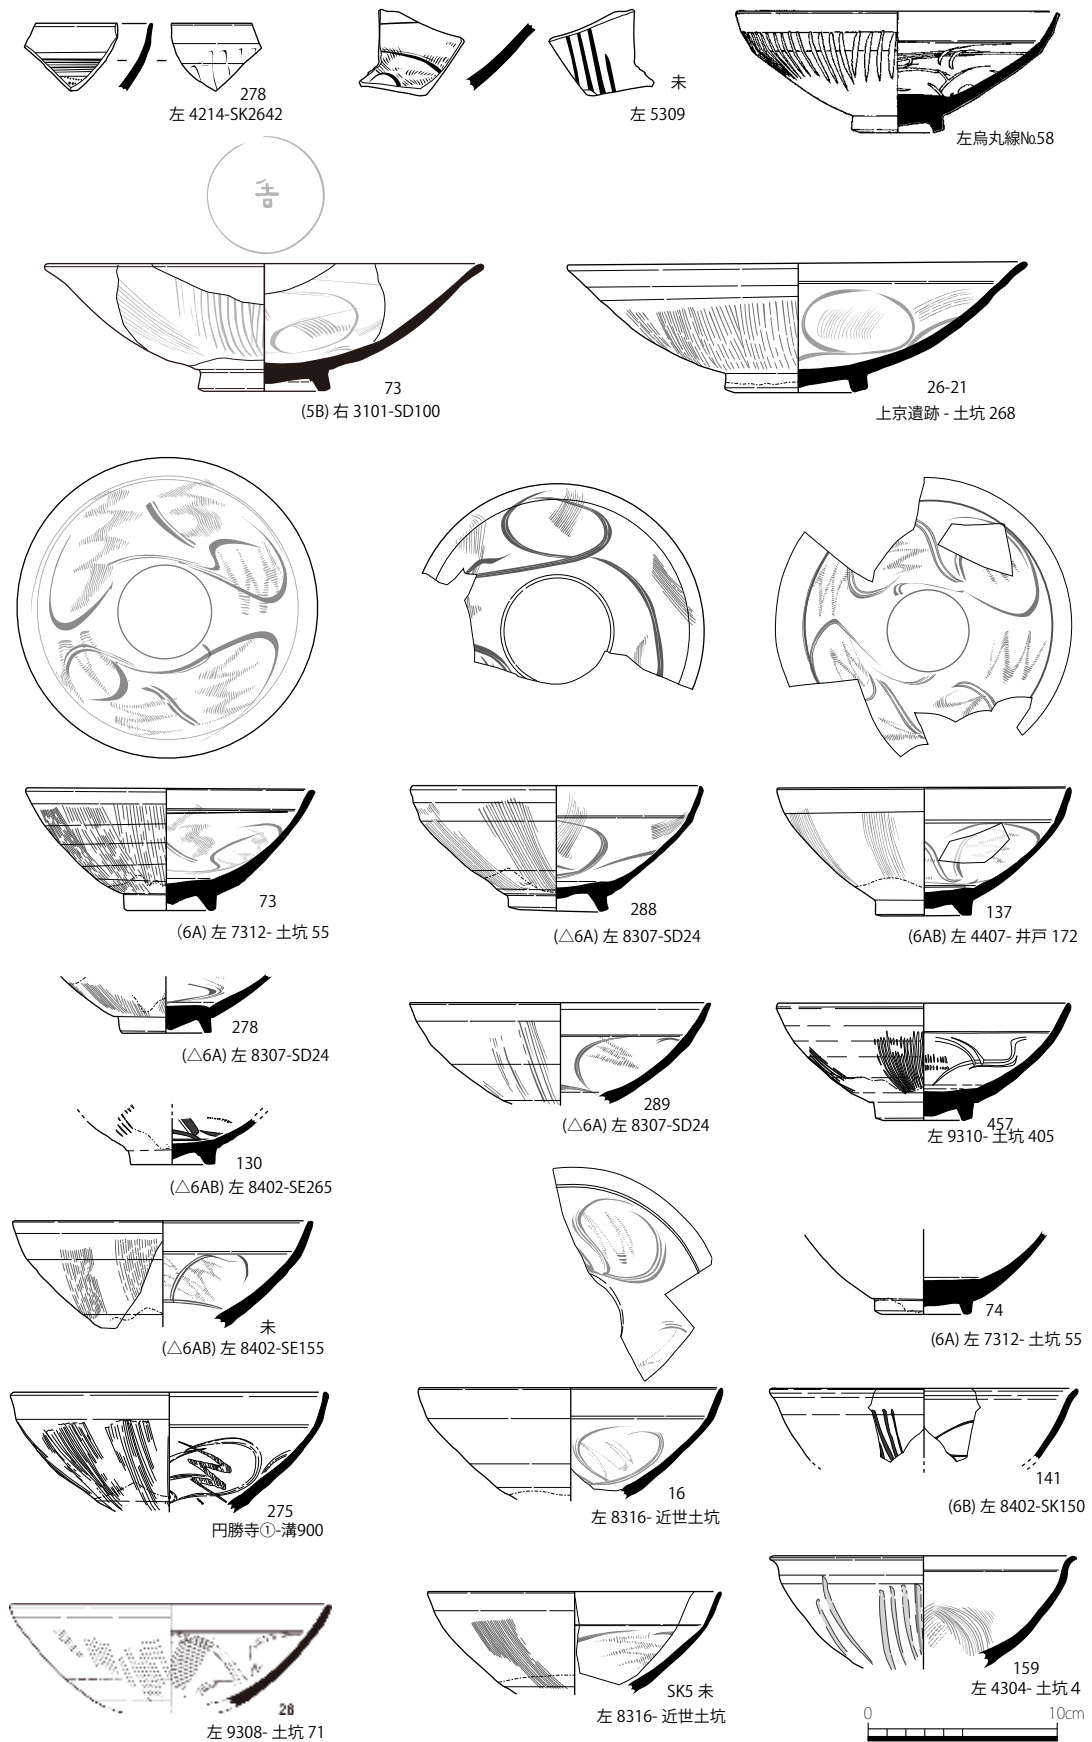 278
左 4214-SK2642
未
左 5309
左烏丸線№58
吉
73
(5B) 右 3101-SD100
26-21
上京遺跡 - 土坑 268
73
(6A) 左 7312- 土坑 55
288
(△6A) 左 8307-SD24
137
(6AB) 左 4407- 井戸 172
278
(△6A) 左 8307-SD24
289
(△6A) 左 8307-SD24
457
左 9310- 土坑 405
130
(△6AB) 左 8402-SE265
未
(△6AB) 左 8402-SE155
74
(6A) 左 7312- 土坑 55
275
円勝寺①-溝900
16
左 8316- 近世土坑
141
(6B) 左 8402-SK150
28
左 9308- 土坑 71
SK5 未
左 8316- 近世土坑
159
左 4304- 土坑 4
0 10cm